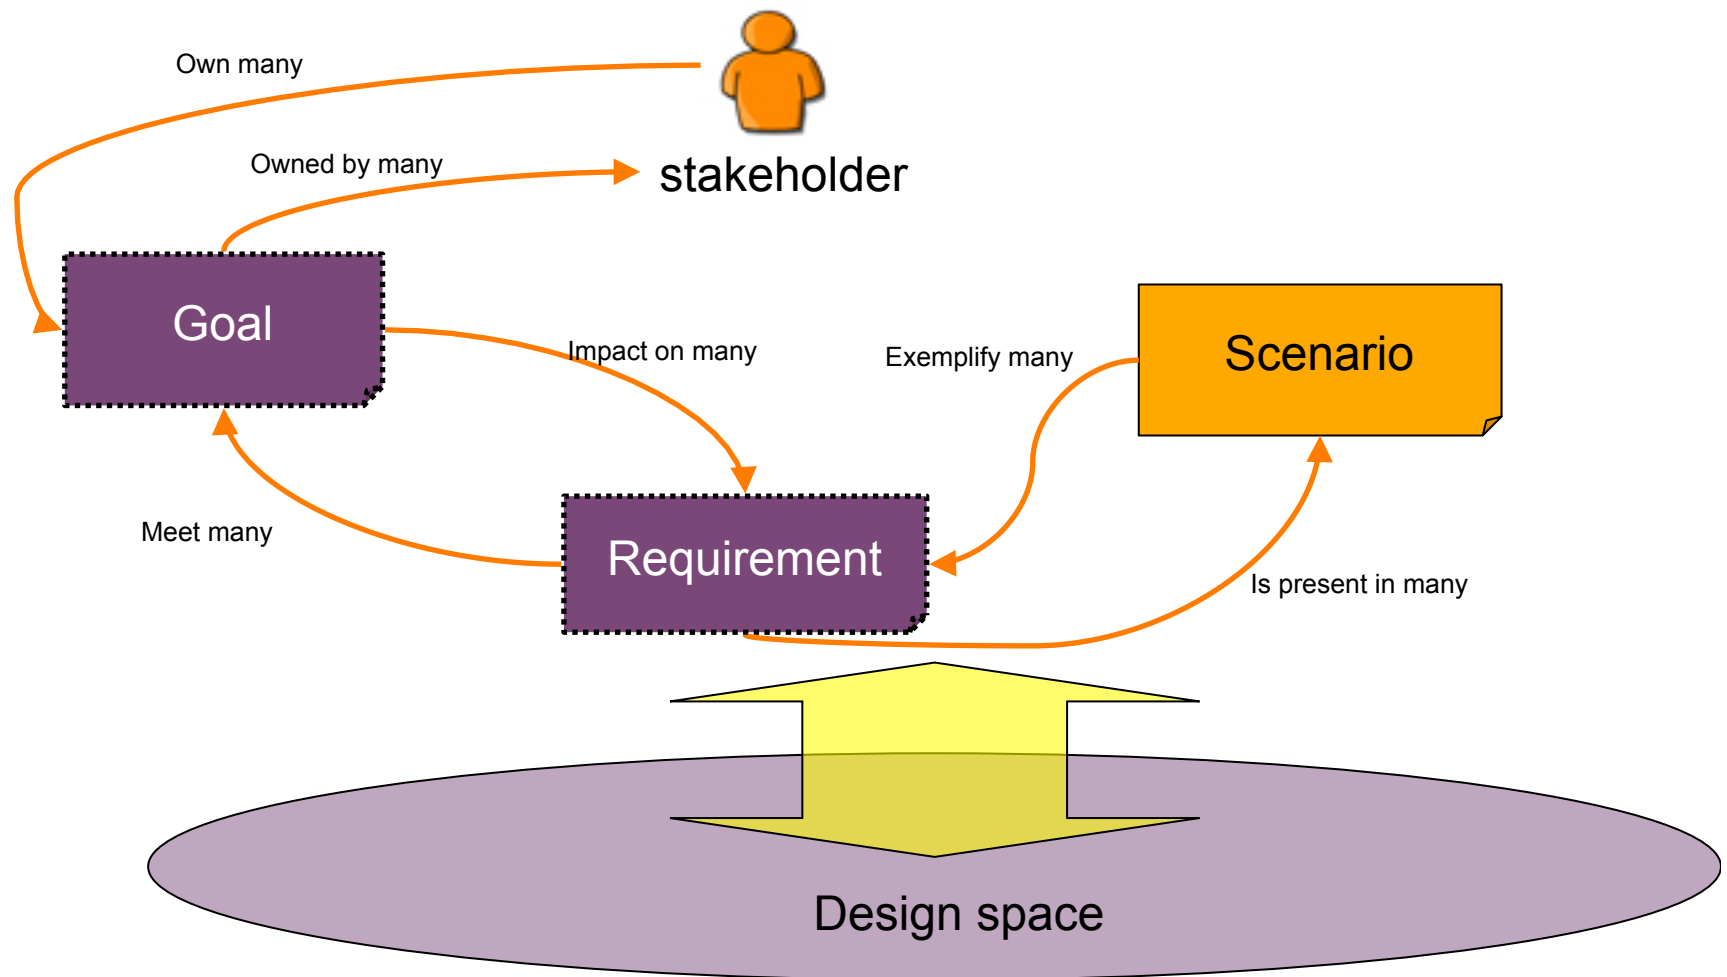 Own many
Owned by many
stakeholder
Goal
Impact on many
Exemplify many
Scenario
Meet many
Requirement
Is present in many
Design space